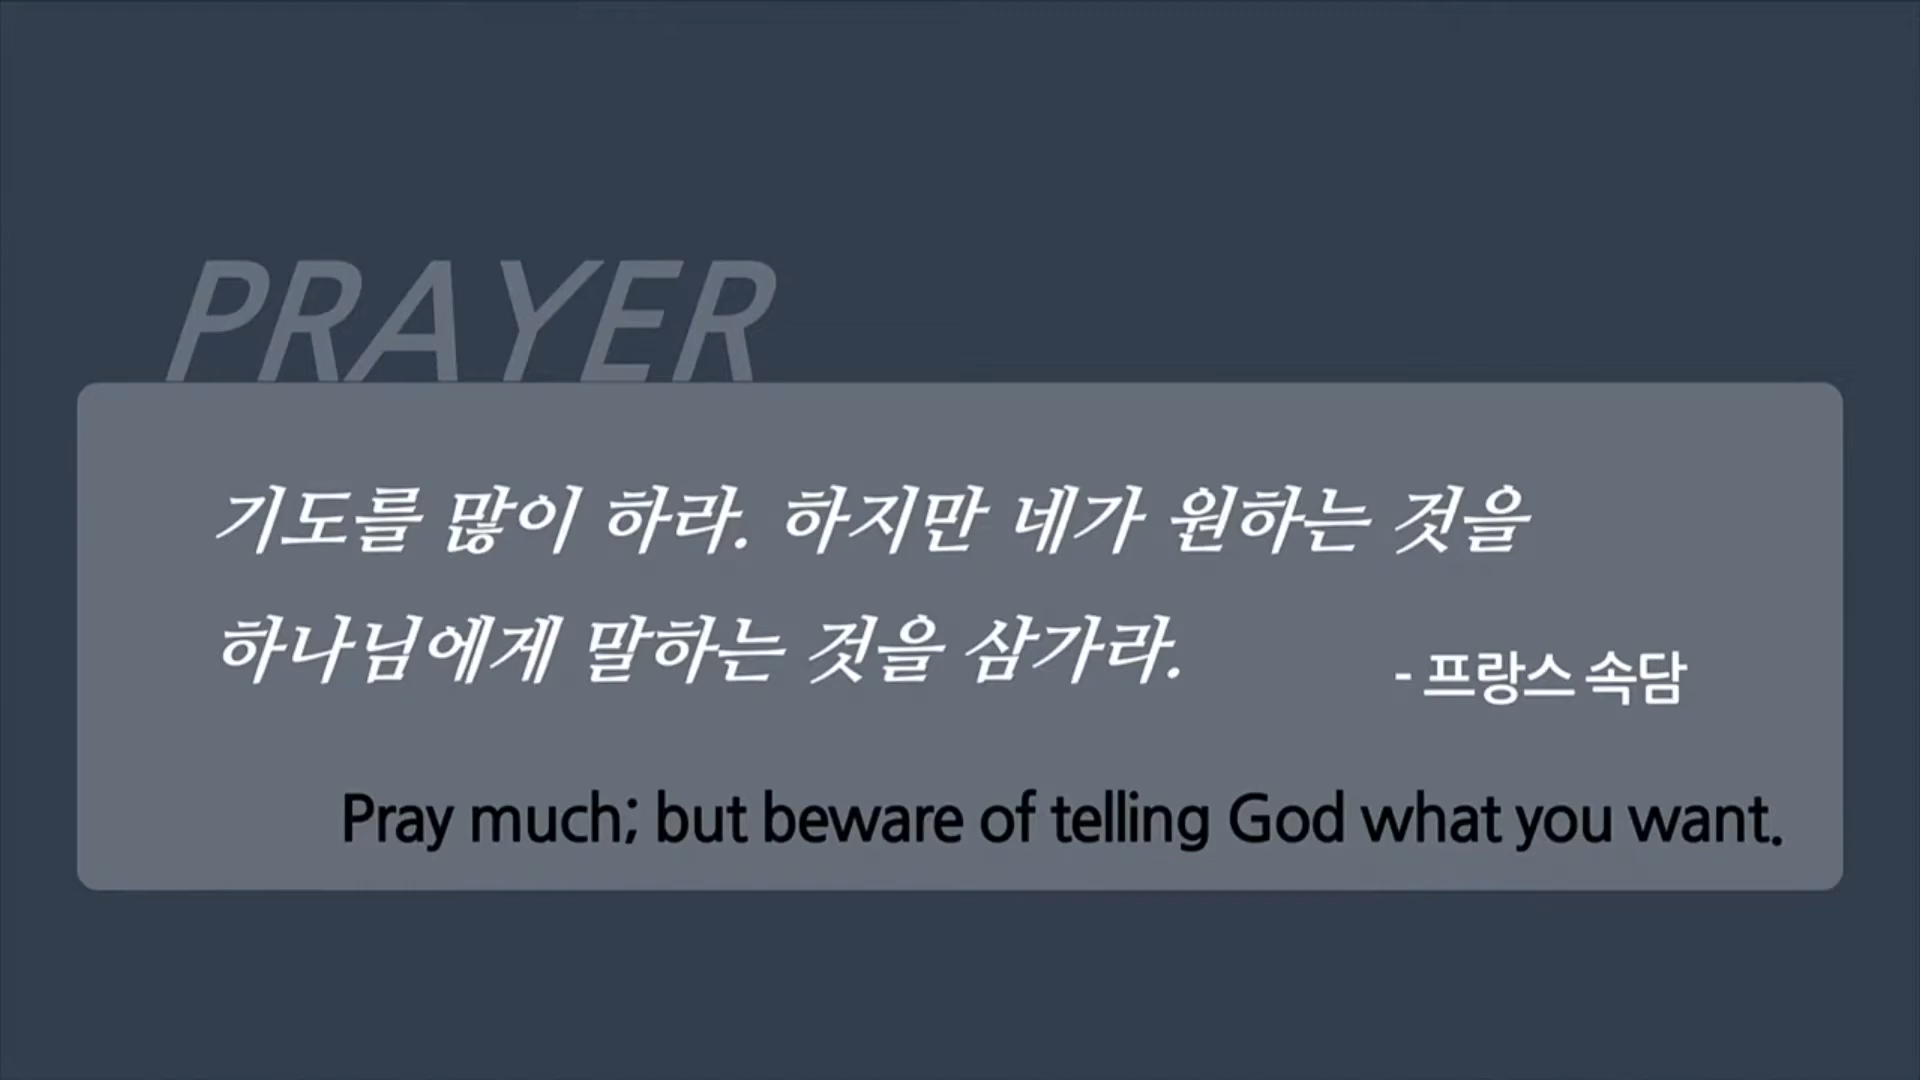 PRAYER
기도를 많이 하라. 하지만 네가 원하는 것을
하나님에게 말하는 것을 삼가라.
- 프랑스 속담
Pray much; but beware of telling God what you want.